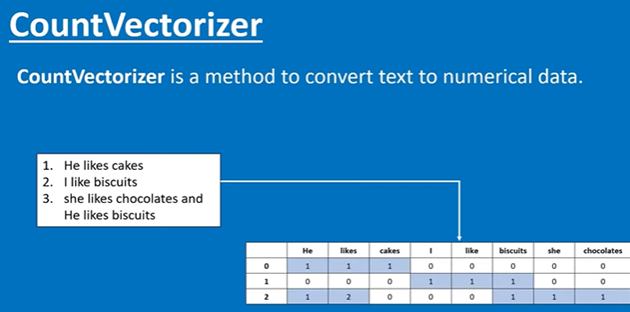 CountVectorizer
CountVectorizer is a method to convert text to numerical data.
1. He likes cakes
2. I like biscuits
3. she likes chocolates and
He likes biscuits
He likes cakes I like biscuits she chocolates
0 1 1 1 0 0 0 0 0
1 0 0 0 1 1 1 0 0
2 1 2 0 0 0 1 1 1